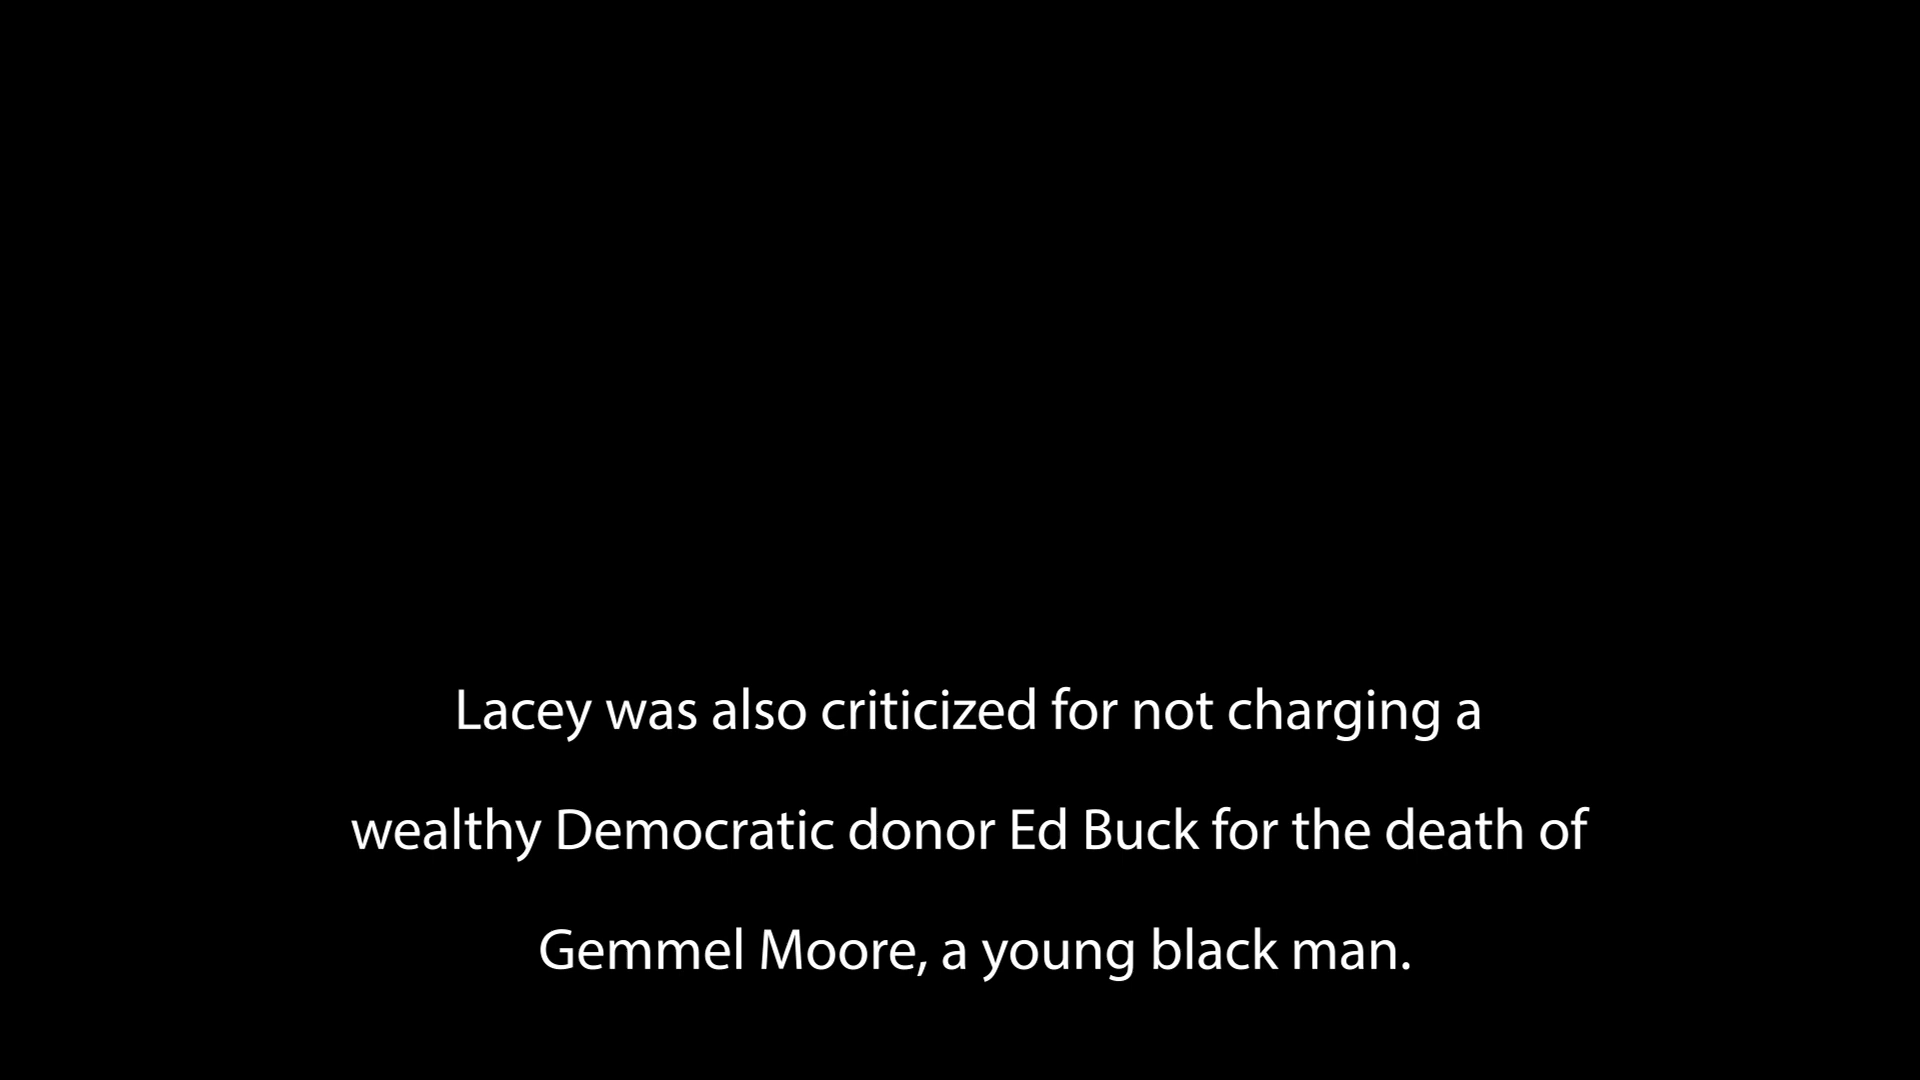 Lacey was also criticized for not charging a
wealthy Democratic donor Ed Buck for the death of
Gemmel Moore, a young black man.